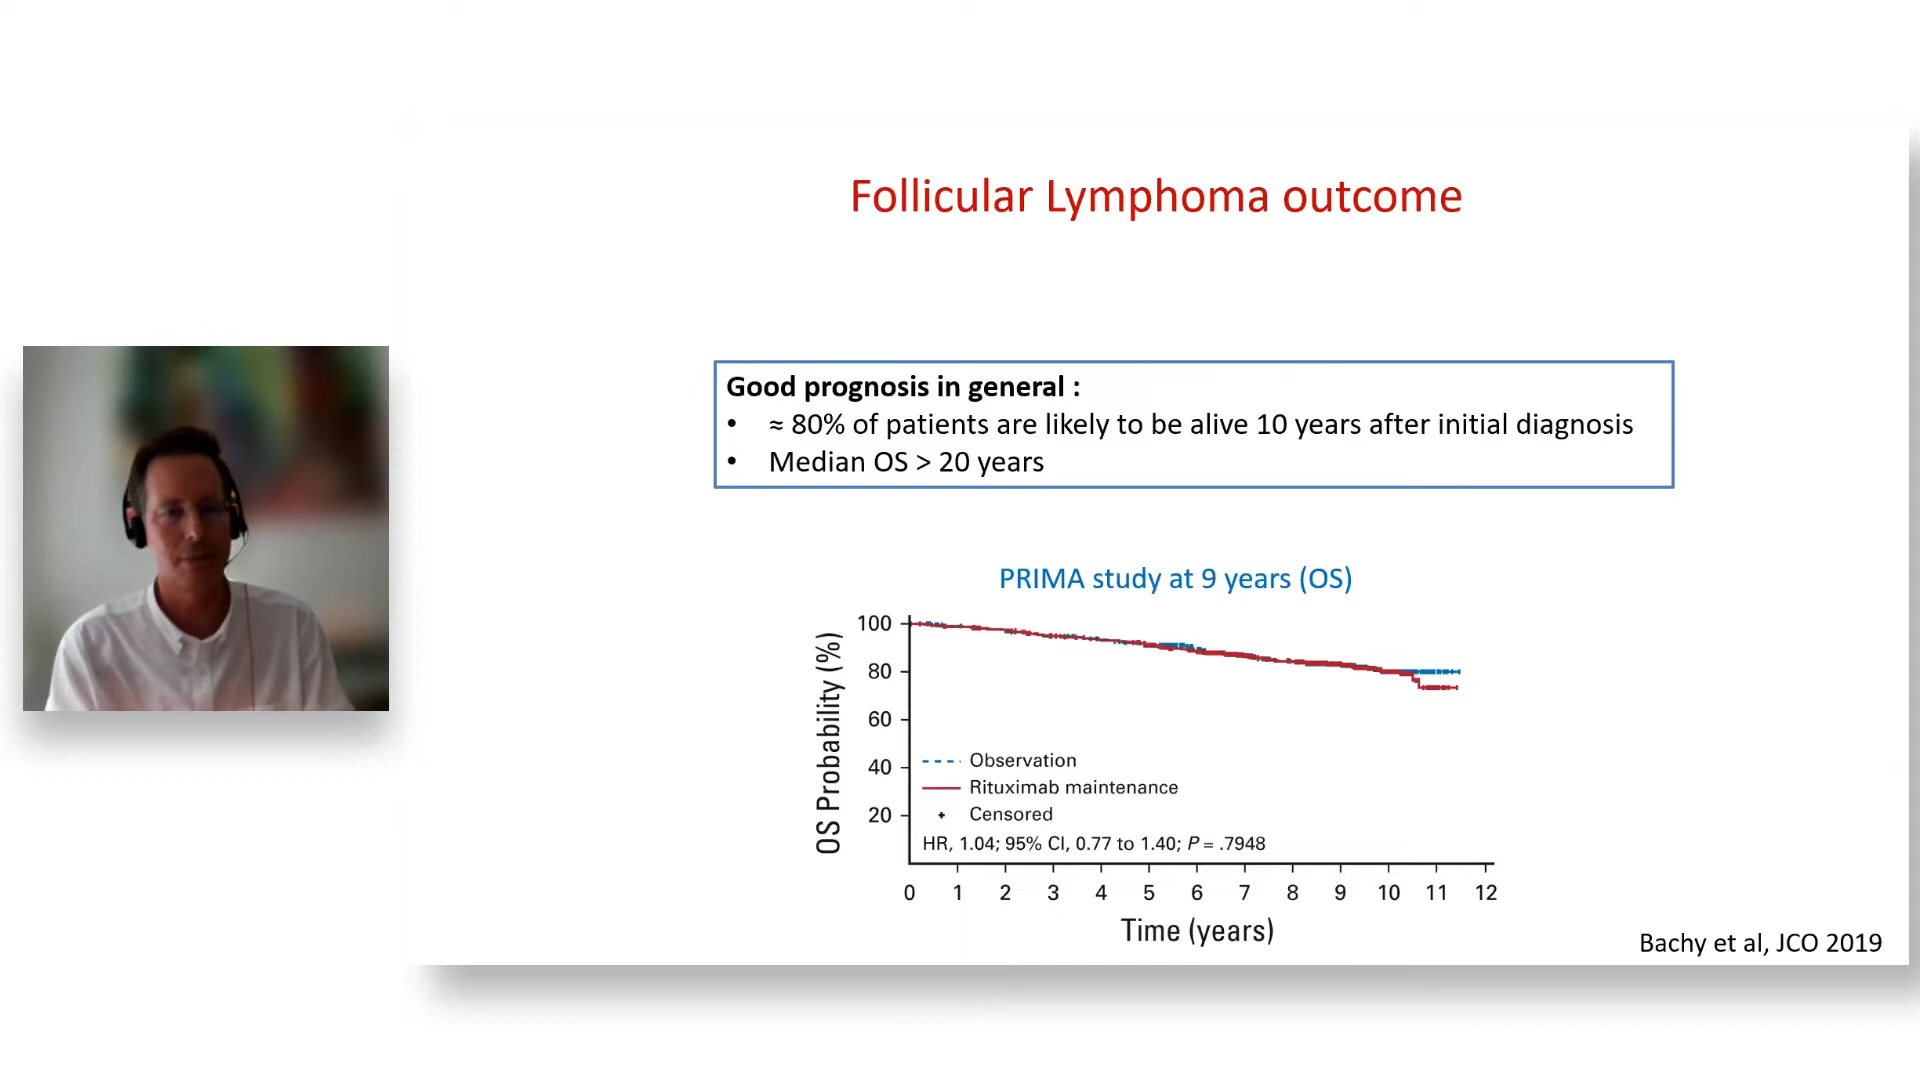 Follicular Lymphoma outcome
Good prognosis in general :
• ≈ 80% of patients are likely to be alive 10 years after initial diagnosis
• Median OS > 20 years
PRIMA study at 9 years (OS)
OS Probability (%)
100
80
60
40
20
Observation
Rituximab maintenance
Censored
HR, 1.04; 95% CI, 0.77 to 1.40; P = .7948
0 1 2 3 4 5 6 7 8 9 10 11 12
Time (years)
Bachy et al, JCO 2019